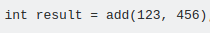 int result = add(123, 456)